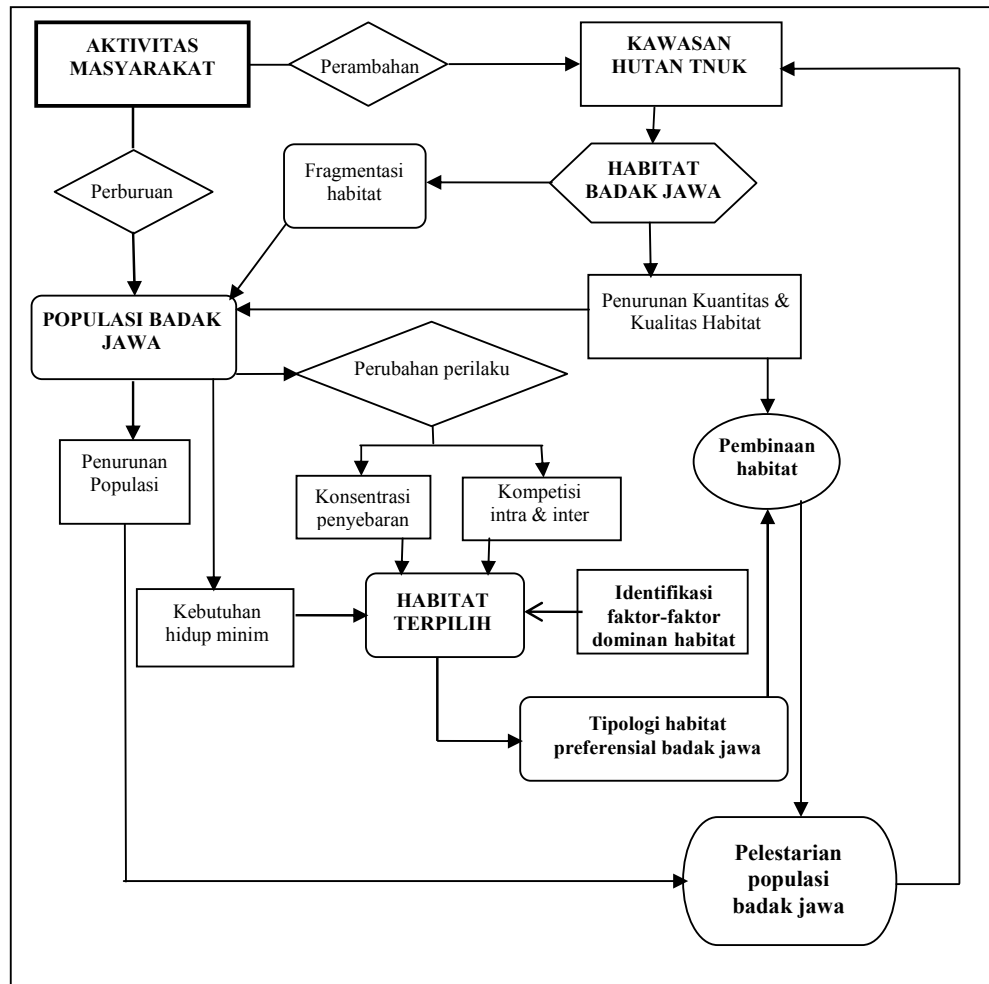 AKTIVITAS
MASYARAKAT
Perambahan
KAWASAN
HUTAN TNUK
Perburuan
Fragmentasi
habitat
HABITAT
BADAK JAWA
POPULASI BADAK
JAWA
Penurunan Kuantitas &
Kualitas Habitat
Perubahan perilaku
Penurunan
Populasi
Konsentrasi
penyebaran
Kompetisi
intra & inter
Pembinaan
habitat
Kebutuhan
hidup minim
HABITAT
TERPILIH
Identifikasi
faktor-faktor
dominan habitat
Tipologi habitat
preferensial badak jawa
Pelestarian
populasi
badak jawa